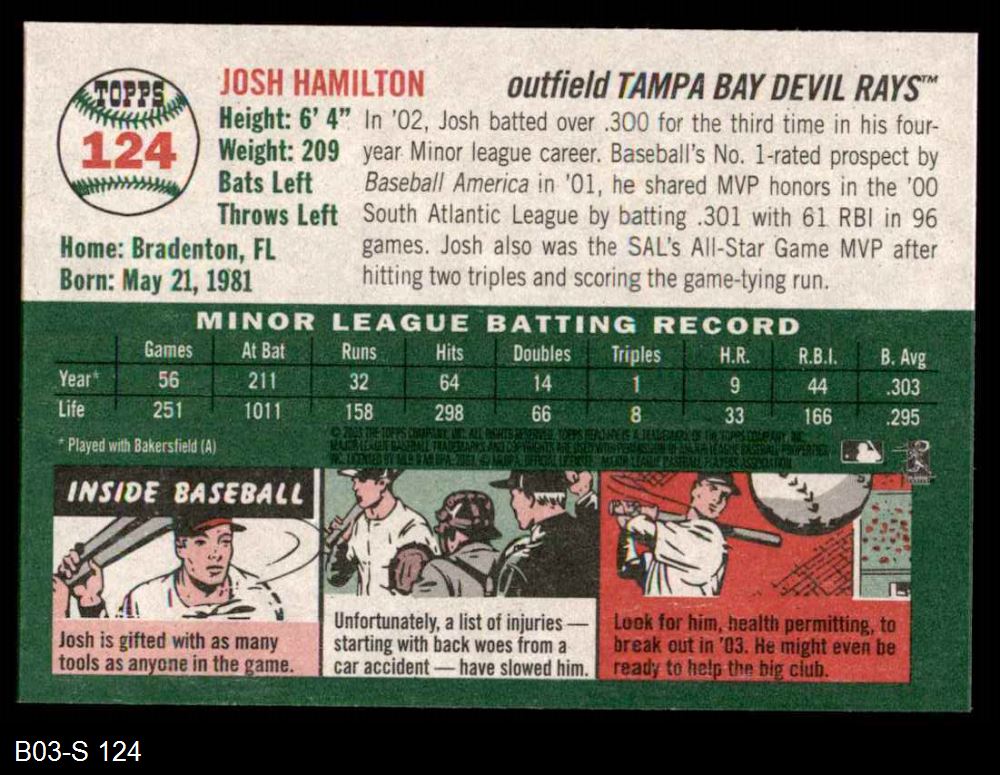 TOPPS
124
JOSH HAMILTON
outfield TAMPA BAY DEVIL RAYS™
Height: 6' 4"
Weight: 209
Bats Left
Throws Left
Home: Bradenton, FL
Born: May 21, 1981
In '02, Josh batted over .300 for the third time in his four-
year Minor league career. Baseball's No. 1-rated prospect by
Baseball America in '01, he shared MVP honors in the '00
South Atlantic League by batting .301 with 61 RBI in 96
games. Josh also was the SAL's All-Star Game MVP after
hitting two triples and scoring the game-tying run.
MINOR LEAGUE BATTING RECORD
Games At Bat Runs Hits Doubles Triples H.R. R.B.I. B. Avg
Year* 56 211 32 64 14 1 9 44 .303
Life 251 1011 158 298 66 8 33 166 .295
* Played with Bakersfield (A)
© 2003 THE TOPPS COMPANY, INC. ALL RIGHTS RESERVED.
INSIDE BASEBALL
Josh is gifted with as many
tools as anyone in the game.
Unfortunately, a list of injuries —
starting with back woes from a
car accident — have slowed him.
Look for him, health permitting, to
break out in '03. He might even be
ready to help the big club.
B03-S 124